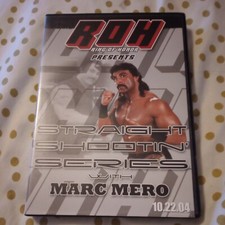 ROH
RING OF HONOR
PRESENTS
STRAIGHT
SHOOTIN'
SERIES
WITH
MARC MERO
10.22.04